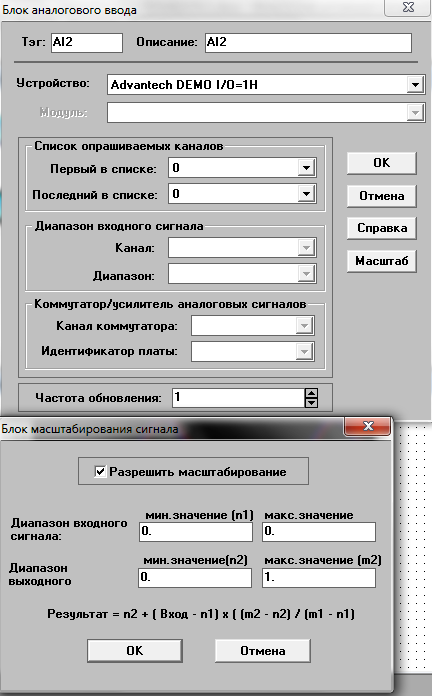 Блок аналогового ввода
Тэг: AI2 Описание: AI2
Устройство: Advantech DEMO I/O=1H
Модуль:
Список опрашиваемых каналов
Первый в списке: 0
OK
Последний в списке: 0
Отмена
Диапазон входного сигнала
Справка
Канал:
Масштаб
Диапазон:
Коммутатор/усилитель аналоговых сигналов
Канал коммутатора:
Идентификатор платы:
Частота обновления: 1
Блок масштабирования сигнала
Разрешить масштабирование
мин.значение (n1) макс.значение
Диапазон входного
сигнала: 0. 0.
мин.значение(n2) макс.значение (m2)
Диапазон
выходного 0. 1.
Результат = n2 + ( Вход - n1) x ( (m2 - n2) / (m1 - n1)
OK Отмена